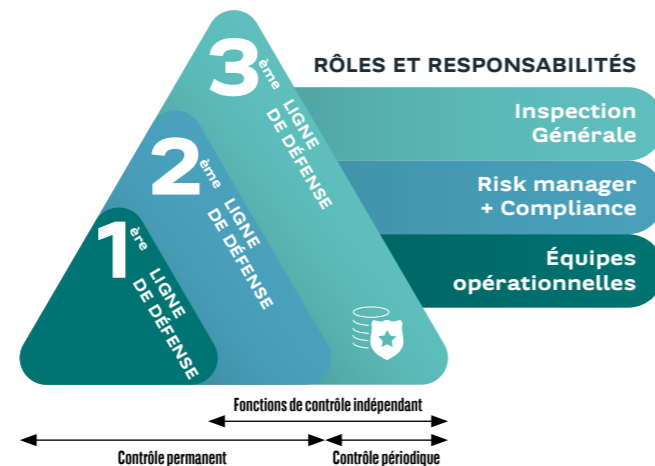 3ème LIGNE
DE DÉFENSE
2ème LIGNE
DE DÉFENSE
1ère LIGNE
DE DÉFENSE
RÔLES ET RESPONSABILITÉS
Inspection
Générale
Risk manager
+ Compliance
Équipes
opérationnelles
Fonctions de contrôle indépendant
Contrôle permanent
Contrôle périodique